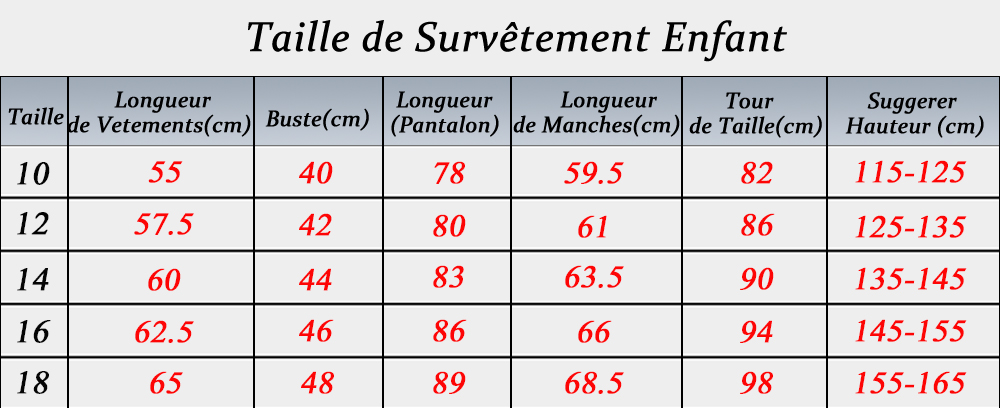 Taille de Survêtement Enfant
Taille Longueur de Vetements(cm) Buste(cm) Longueur (Pantalon) Longueur de Manches(cm) Tour de Taille(cm) Suggerer Hauteur (cm)
10 55 40 78 59.5 82 115-125
12 57.5 42 80 61 86 125-135
14 60 44 83 63.5 90 135-145
16 62.5 46 86 66 94 145-155
18 65 48 89 68.5 98 155-165